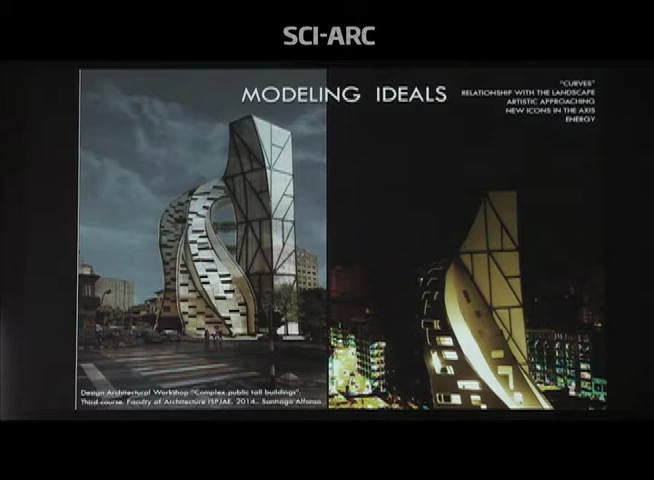 SCI-ARC
MODELING IDEALS
"CURVES"
RELATIONSHIP WITH THE LANDSCAPE
ARTISTIC APPROACHING
NEW ICONS IN THE AXIS
ENERGY
Design Architectural Workshop "Complex public tall buildings".
Third course. Faculty of Architecture ISPJAE. 2014.. Santiago Alfonso